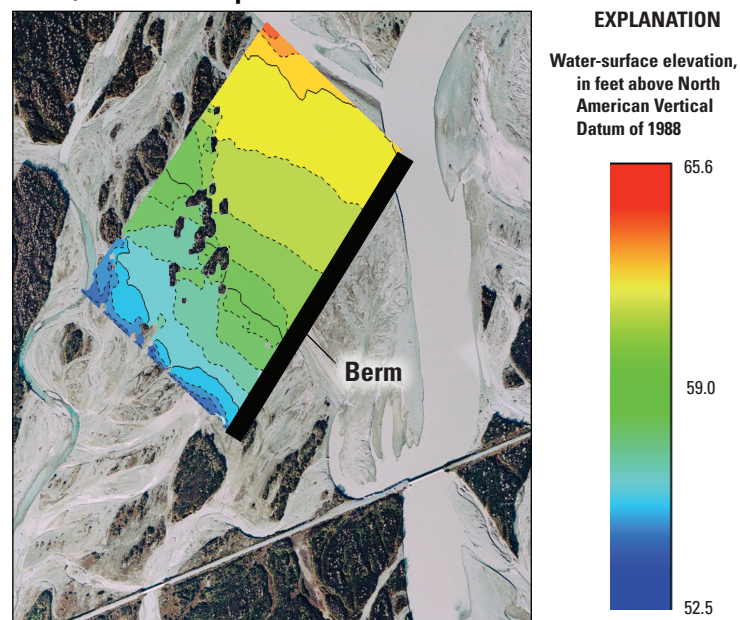 EXPLANATION
Water-surface elevation,
in feet above North
American Vertical
Datum of 1988
65.6
59.0
52.5
Berm